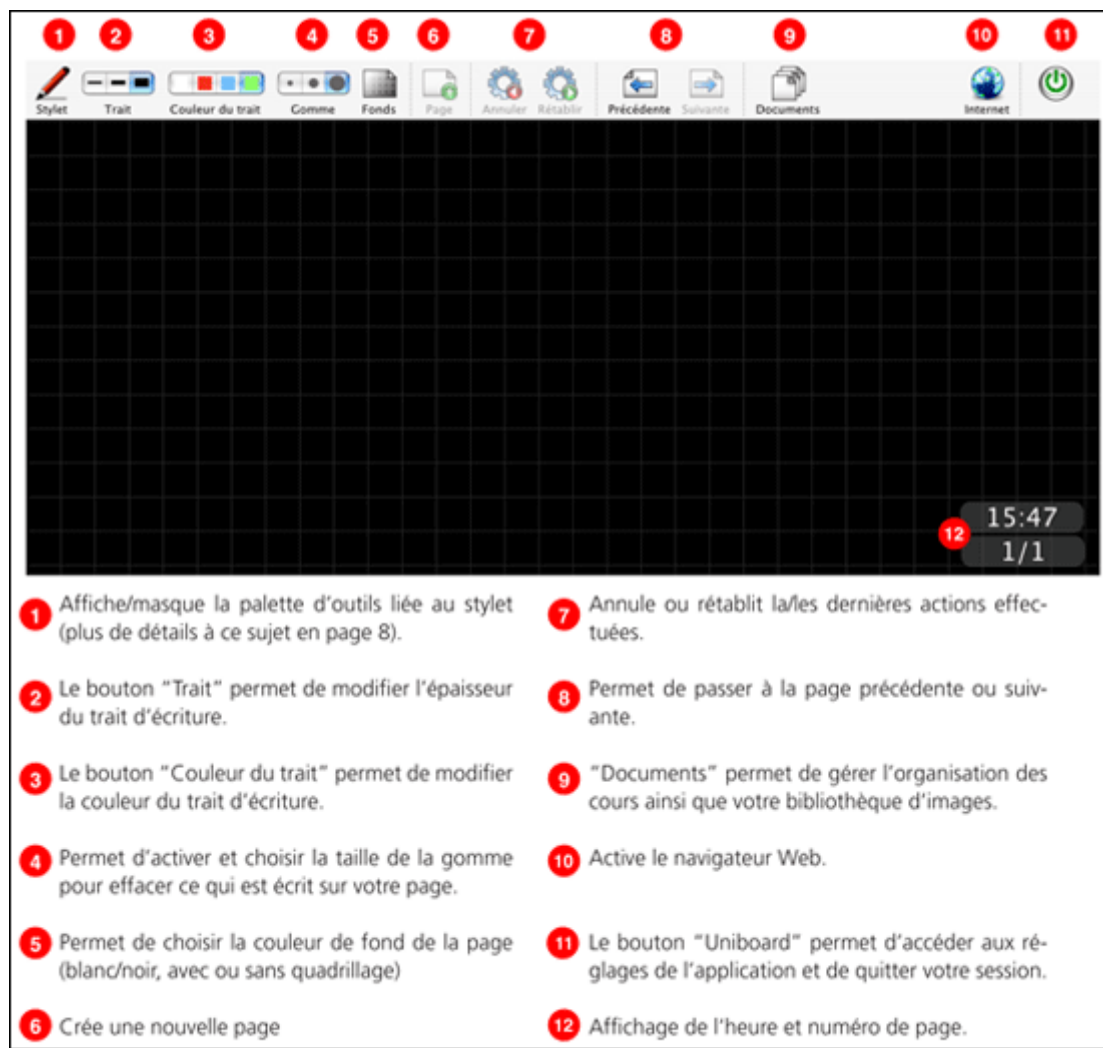 1 2 3 4 5 6 7 8 9 10 11
Stylet Trait Couleur du trait Gomme Fonds Page Annuler Rétablir Précédente Suivante Documents Internet
15:47
12
1/1
1 Affiche/masque la palette d'outils liée au stylet
(plus de détails à ce sujet en page 8).
2 Le bouton "Trait" permet de modifier l'épaisseur
du trait d'écriture.
3 Le bouton "Couleur du trait" permet de modifier
la couleur du trait d'écriture.
4 Permet d'activer et choisir la taille de la gomme
pour effacer ce qui est écrit sur votre page.
5 Permet de choisir la couleur de fond de la page
(blanc/noir, avec ou sans quadrillage)
6 Crée une nouvelle page
7 Annule ou rétablit la/les dernières actions effec-
tuées.
8 Permet de passer à la page précédente ou suiv-
ante.
9 "Documents" permet de gérer l'organisation des
cours ainsi que votre bibliothèque d'images.
10 Active le navigateur Web.
11 Le bouton "Uniboard" permet d'accéder aux ré-
glages de l'application et de quitter votre session.
12 Affichage de l'heure et numéro de page.